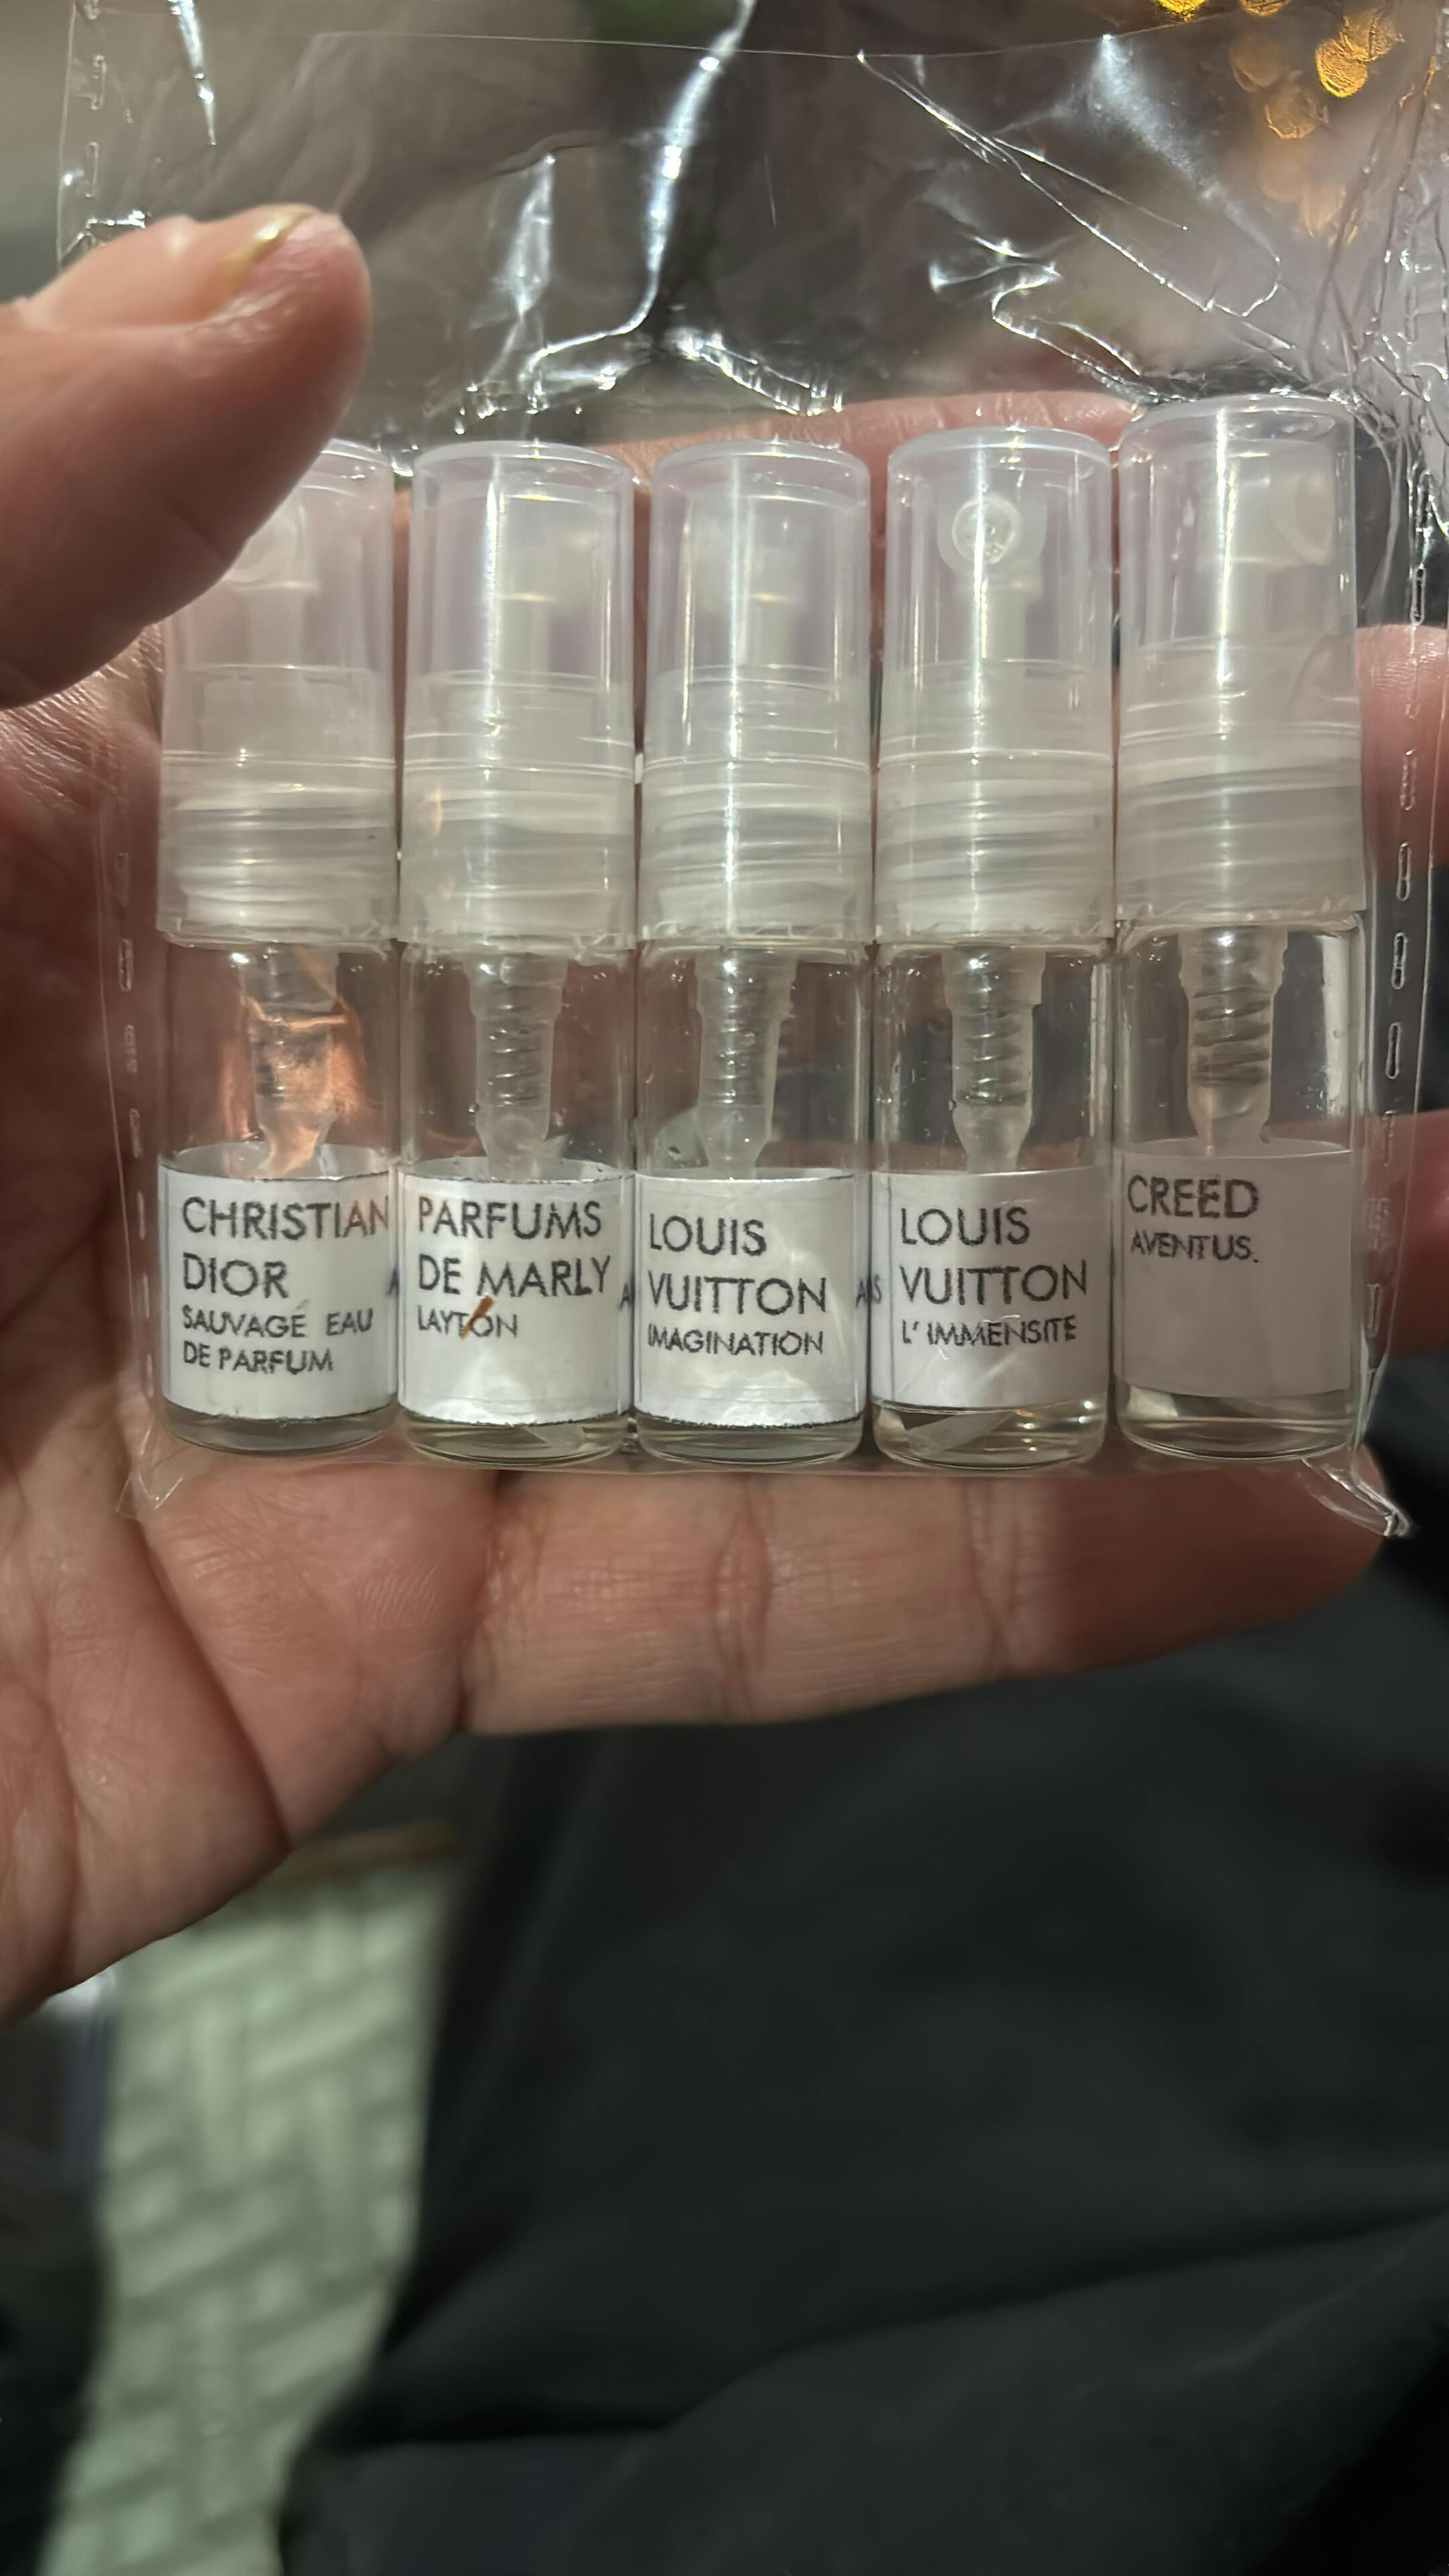 CHRISTIAN
DIOR
SAUVAGE EAU
DE PARFUM
PARFUMS
DE MARLY
LAYTON
LOUIS
VUITTON
IMAGINATION
LOUIS
VUITTON
L' IMMENSITE
CREED
AVENTUS.